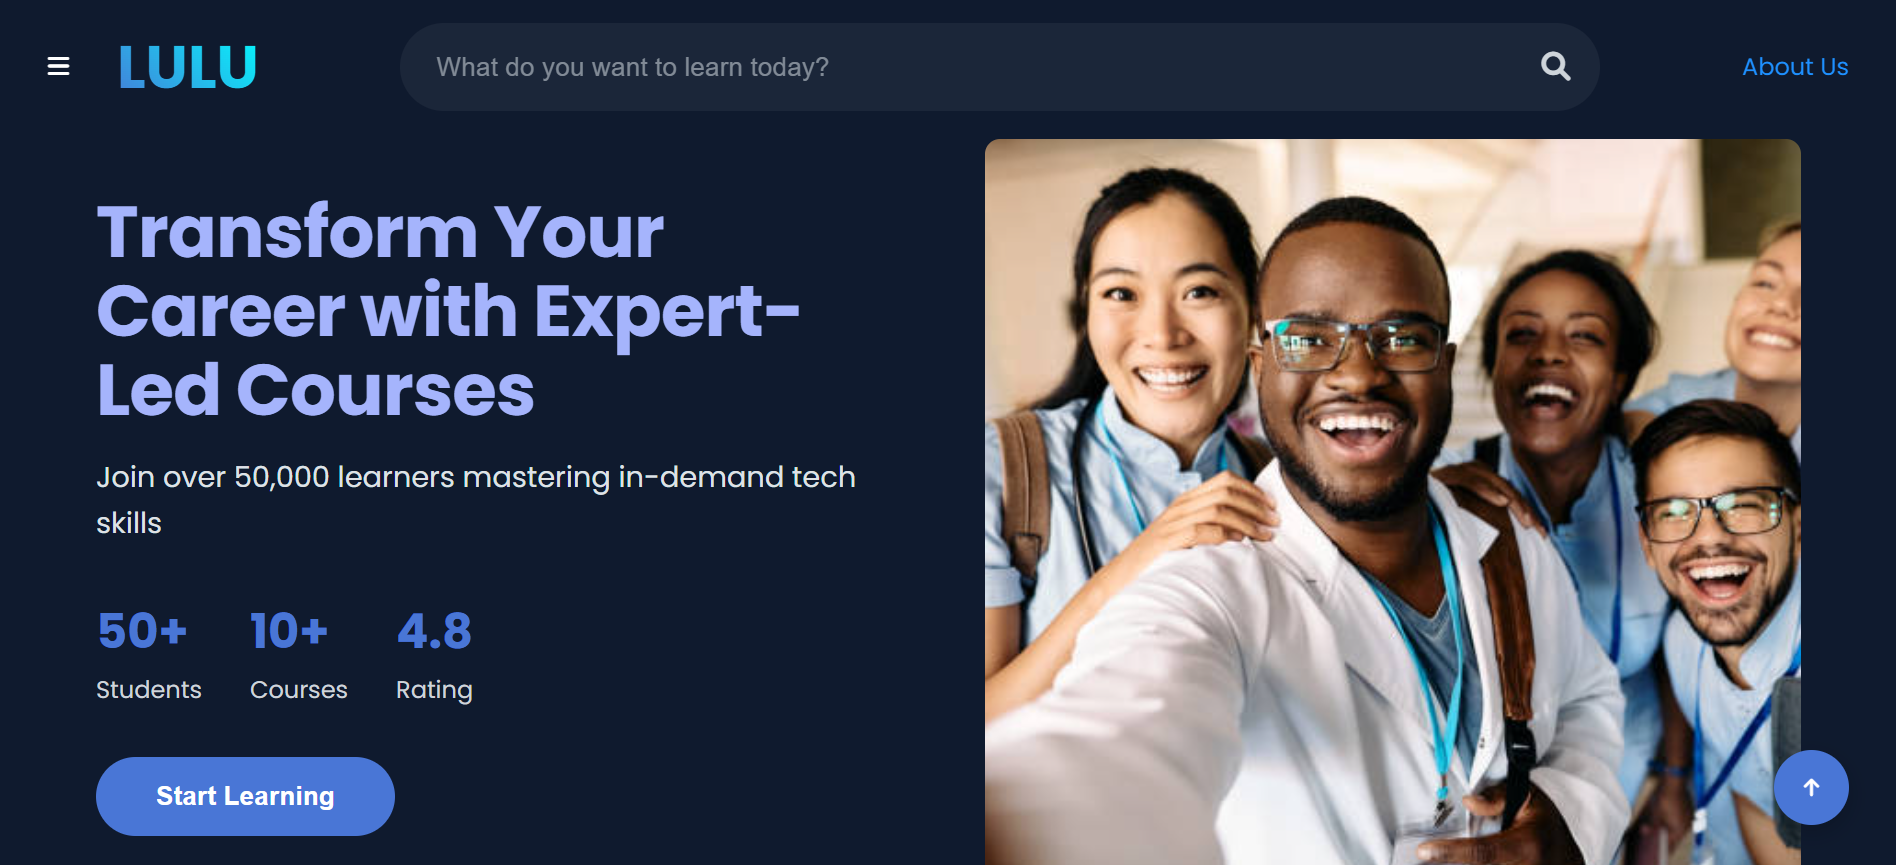 LULU
What do you want to learn today?
About Us
Transform Your
Career with Expert-
Led Courses
Join over 50,000 learners mastering in-demand tech
skills
50+
10+
4.8
Students
Courses
Rating
Start Learning